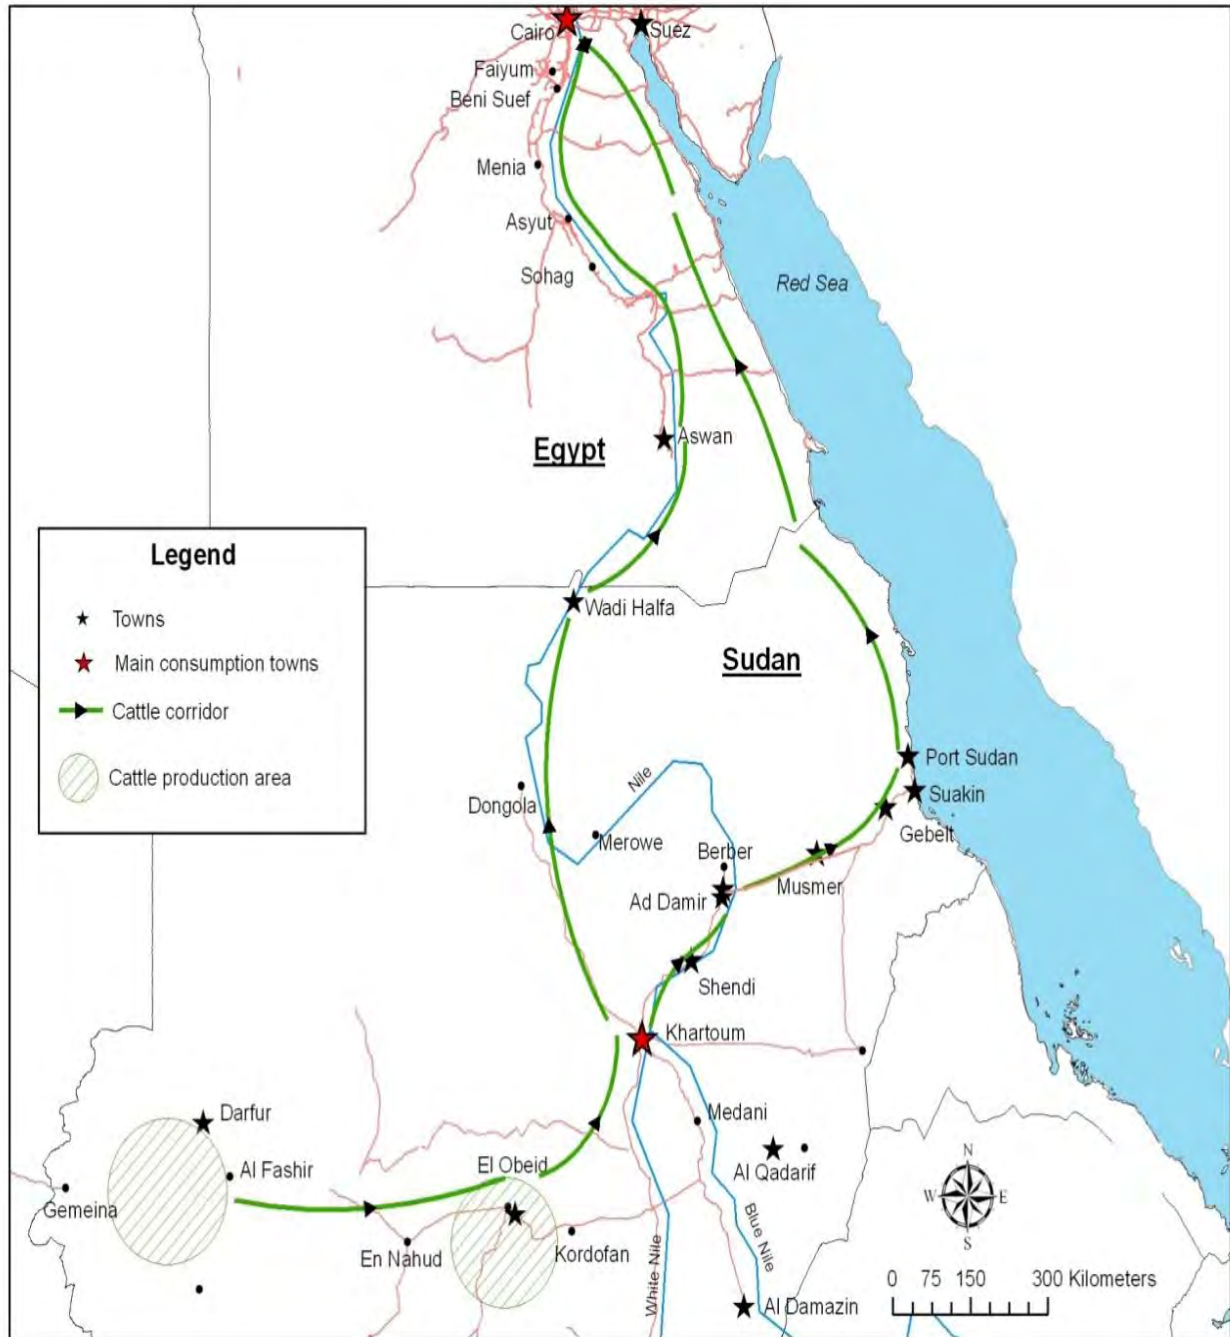 Cairo
Suez
Faiyum
Beni Suef
Menia
Asyut
Sohag
Red Sea
Aswan
Egypt
Legend
Towns
Main consumption towns
Cattle corridor
Cattle production area
Wadi Halfa
Sudan
Port Sudan
Suakin
Gebelt
Nile
Dongola
Merowe
Berber
Musmer
Ad Damir
Shendi
Khartoum
Darfur
Medani
Al Fashir
El Obeid
Al Qadarif
Gemeina
En Nahud
Kordofan
White Nile
Blue Nile
Al Damazin
N
W E
S
0 75 150 300 Kilometers